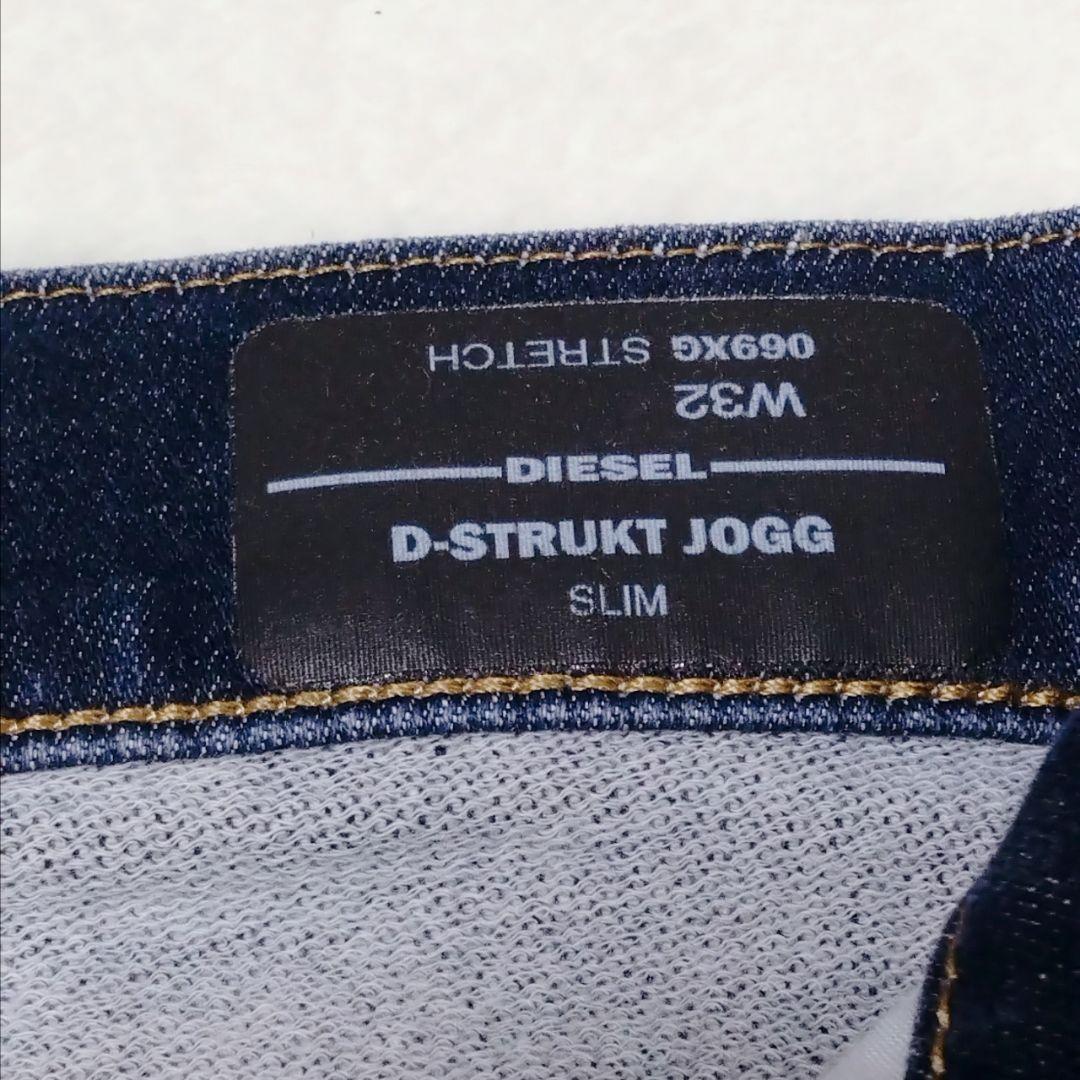 069XG STRETCH
W32
DIESEL
D-STRUKT JOGG
SLIM